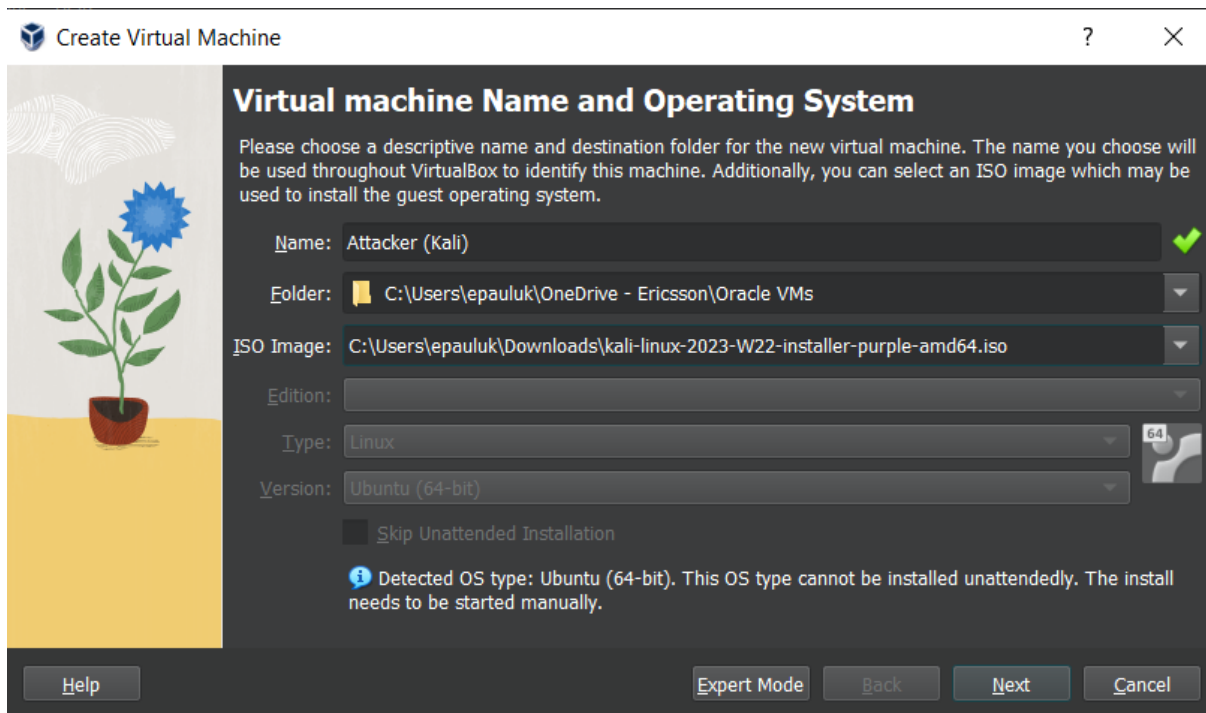 Create Virtual Machine
?
Virtual machine Name and Operating System
Please choose a descriptive name and destination folder for the new virtual machine. The name you choose will
be used throughout VirtualBox to identify this machine. Additionally, you can select an ISO image which may be
used to install the guest operating system.
Name: Attacker (Kali)
Folder: C:\Users\epauluk\OneDrive - Ericsson\Oracle VMs
ISO Image: C:\Users\epauluk\Downloads\kali-linux-2023-W22-installer-purple-amd64.iso
Edition:
Type: Linux
64
Version: Ubuntu (64-bit)
Skip Unattended Installation
Detected OS type: Ubuntu (64-bit). This OS type cannot be installed unattendedly. The install
needs to be started manually.
Help Expert Mode Back Next Cancel